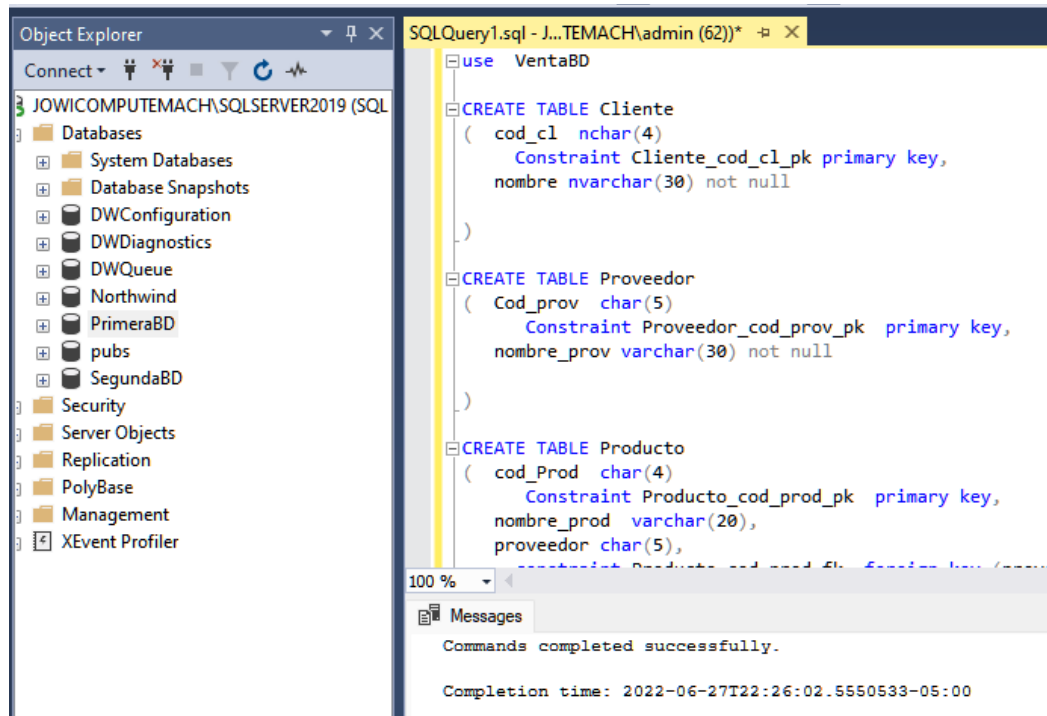 Object Explorer
Connect
JOWICOMPUTEMACH\SQLSERVER2019 (SQL
Databases
System Databases
Database Snapshots
DWConfiguration
DWDiagnostics
DWQueue
Northwind
PrimeraBD
pubs
SegundaBD
Security
Server Objects
Replication
PolyBase
Management
XEvent Profiler
SQLQuery1.sql - J...TEMACH\admin (62))*
use VentaBD
CREATE TABLE Cliente
( cod_cl nchar(4)
Constraint Cliente_cod_cl_pk primary key,
nombre nvarchar(30) not null
)
CREATE TABLE Proveedor
( Cod_prov char(5)
Constraint Proveedor_cod_prov_pk primary key,
nombre_prov varchar(30) not null
)
CREATE TABLE Producto
( cod_Prod char(4)
Constraint Producto_cod_prod_pk primary key,
nombre_prod varchar(20),
proveedor char(5),
100 %
Messages
Commands completed successfully.
Completion time: 2022-06-27T22:26:02.5550533-05:00